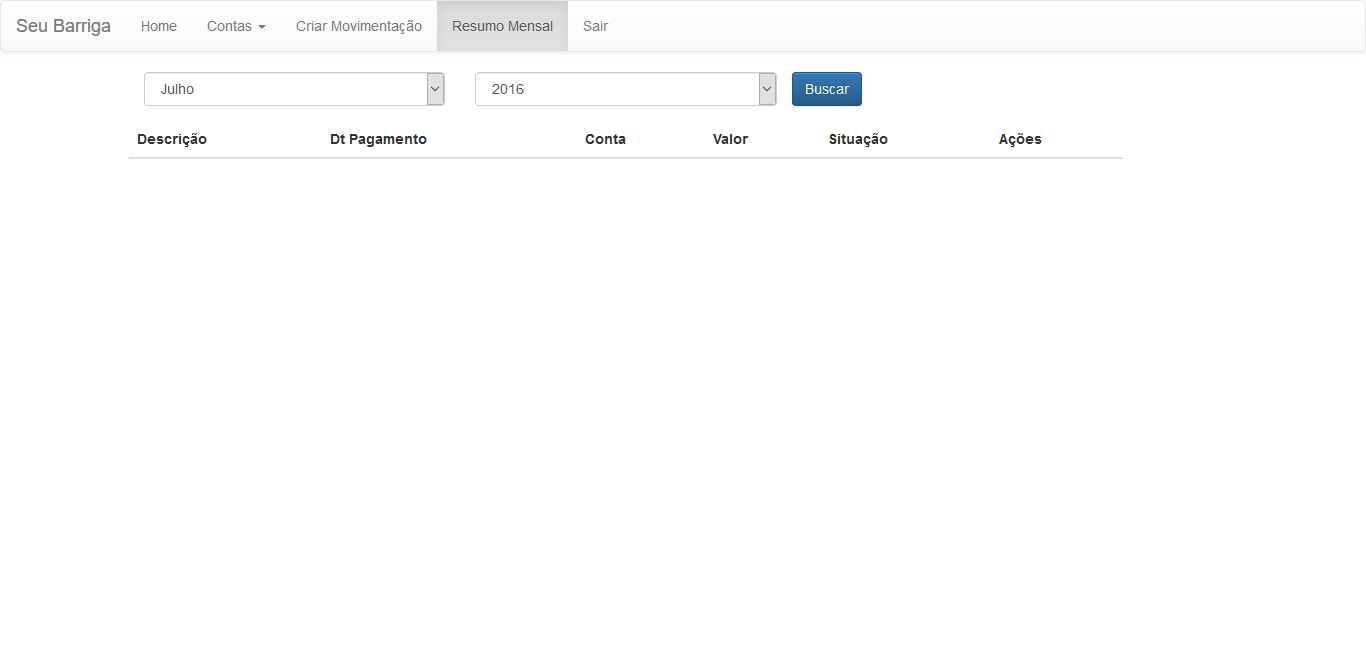 Seu Barriga Home Contas Criar Movimentação Resumo Mensal Sair
Julho 2016 Buscar
Descrição Dt Pagamento Conta Valor Situação Ações